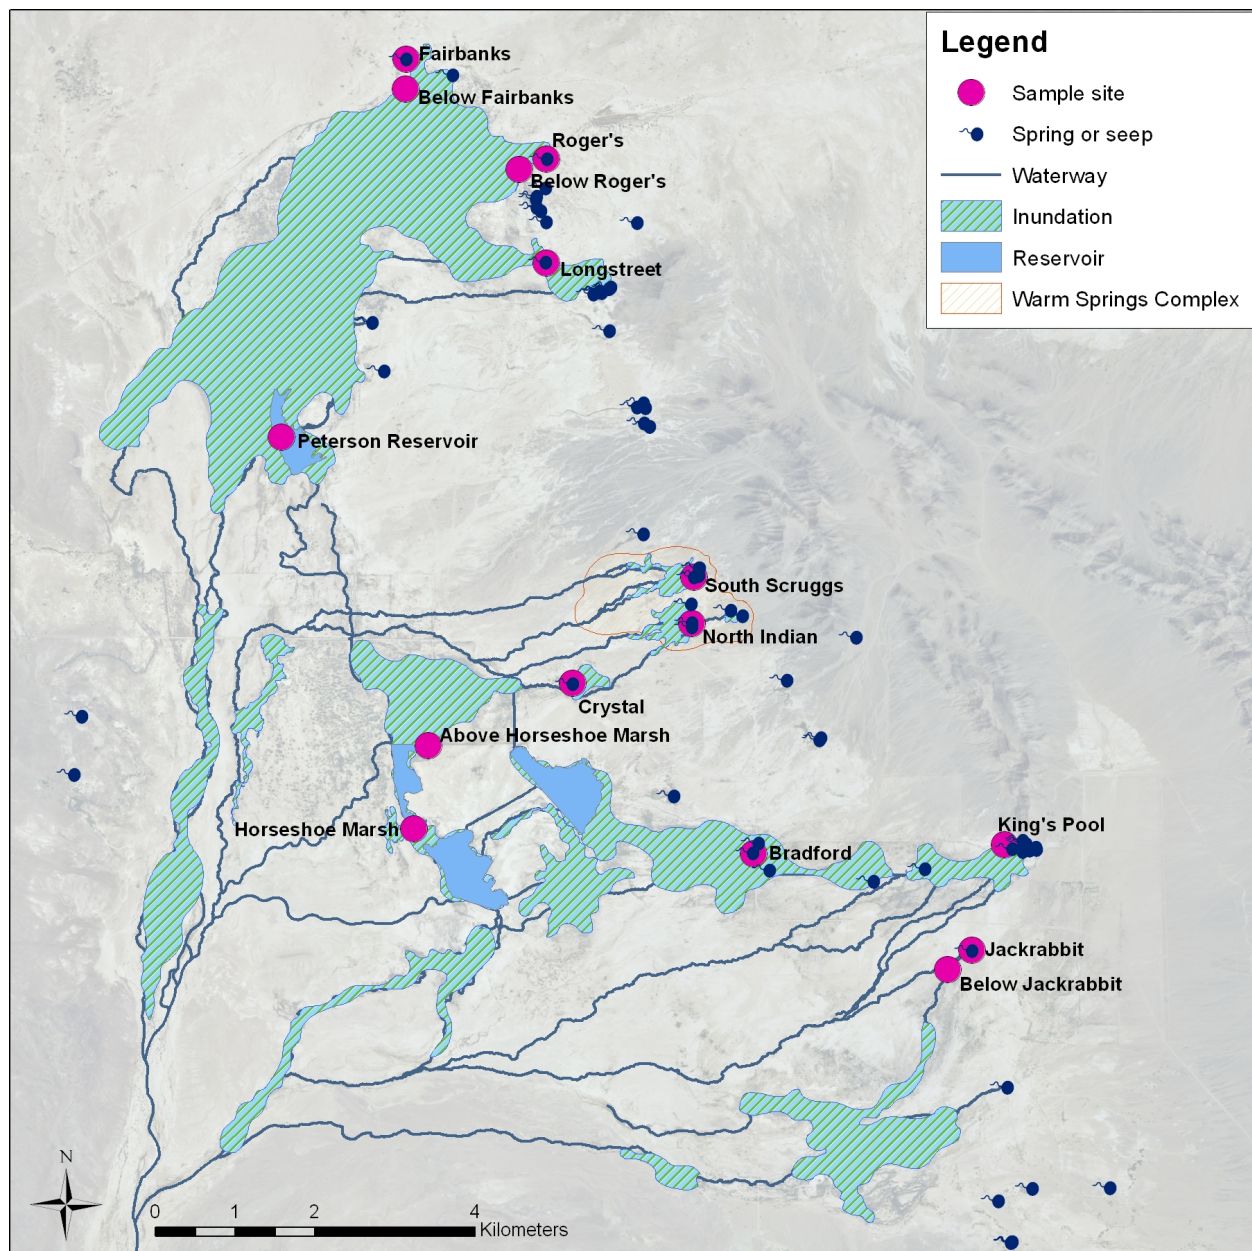 Legend
Sample site
Spring or seep
Waterway
Inundation
Reservoir
Warm Springs Complex
Fairbanks
Below Fairbanks
Roger's
Below Roger's
Longstreet
Peterson Reservoir
South Scruggs
North Indian
Crystal
Above Horseshoe Marsh
Horseshoe Marsh
King's Pool
Bradford
Jackrabbit
Below Jackrabbit
N
0 1 2 4
Kilometers